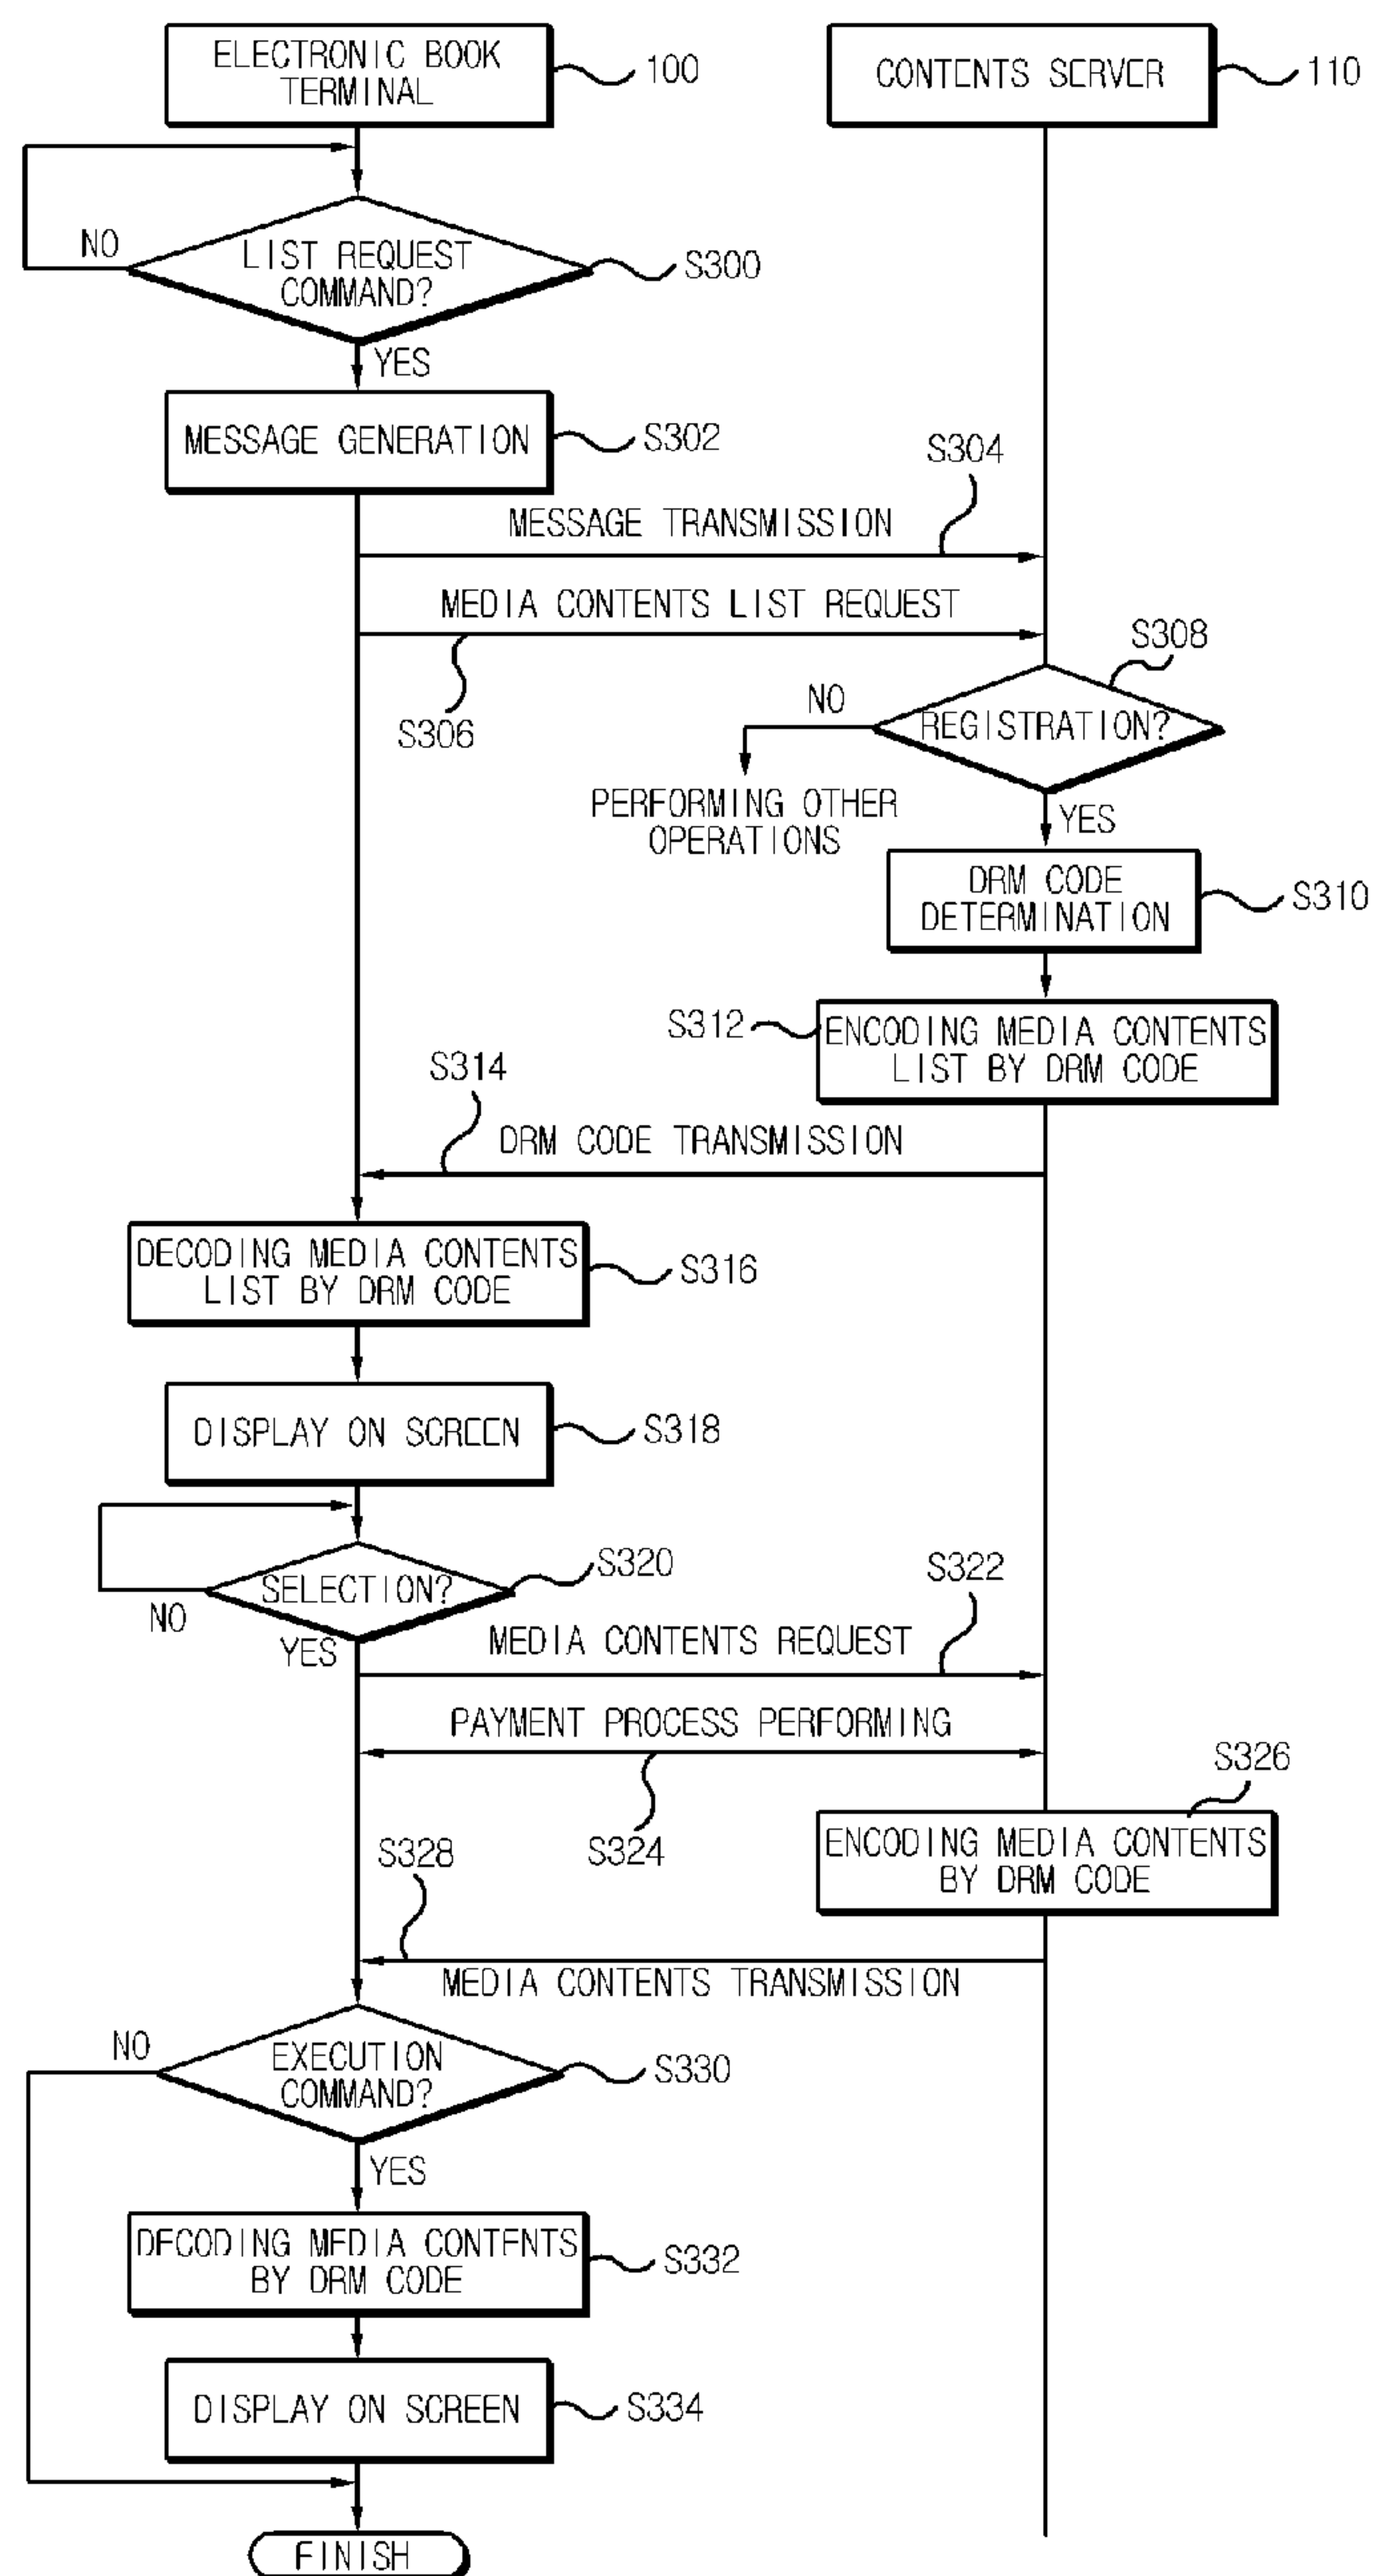 ELECTRONIC BOOK
TERMINAL
100
CONTENTS SERVER
110
NO
LIST REQUEST
COMMAND?
S300
YES
MESSAGE GENERATION
S302
S304
MESSAGE TRANSMISSION
MEDIA CONTENTS LIST REQUEST
S306
S308
NO
REGISTRATION?
PERFORMING OTHER
OPERATIONS
YES
DRM CODE
DETERMINATION
S310
S312
ENCODING MEDIA CONTENTS
LIST BY DRM CODE
S314
DRM CODE TRANSMISSION
DECODING MEDIA CONTENTS
LIST BY DRM CODE
S316
DISPLAY ON SCREEN
S318
SELECTION?
S320
NO
YES
S322
MEDIA CONTENTS REQUEST
PAYMENT PROCESS PERFORMING
S324
S326
ENCODING MEDIA CONTENTS
BY DRM CODE
S328
MEDIA CONTENTS TRANSMISSION
NO
EXECUTION
COMMAND?
S330
YES
DECODING MEDIA CONTENTS
BY DRM CODE
S332
DISPLAY ON SCREEN
S334
FINISH